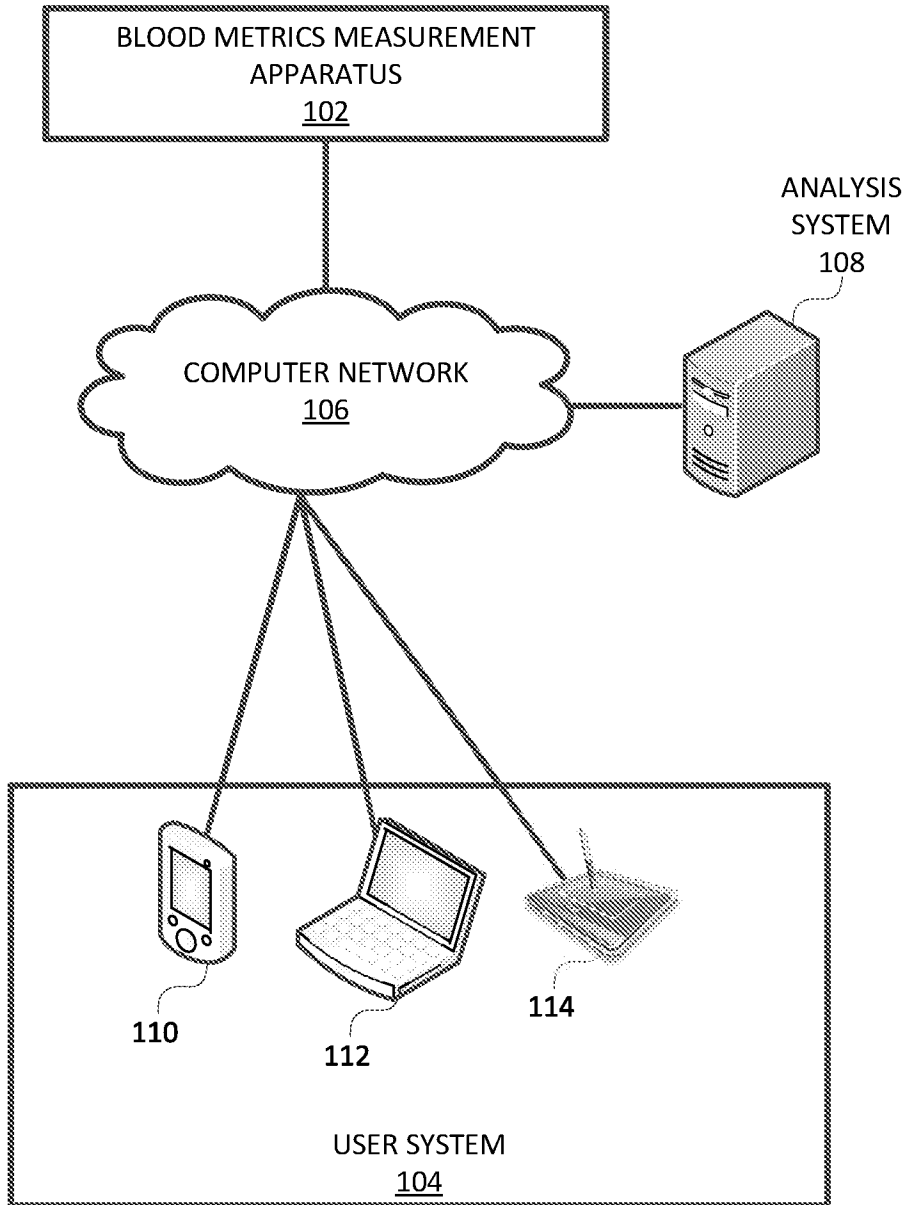 BLOOD METRICS MEASUREMENT
APPARATUS
102
ANALYSIS
SYSTEM
108
COMPUTER NETWORK
106
110
112
114
USER SYSTEM
104